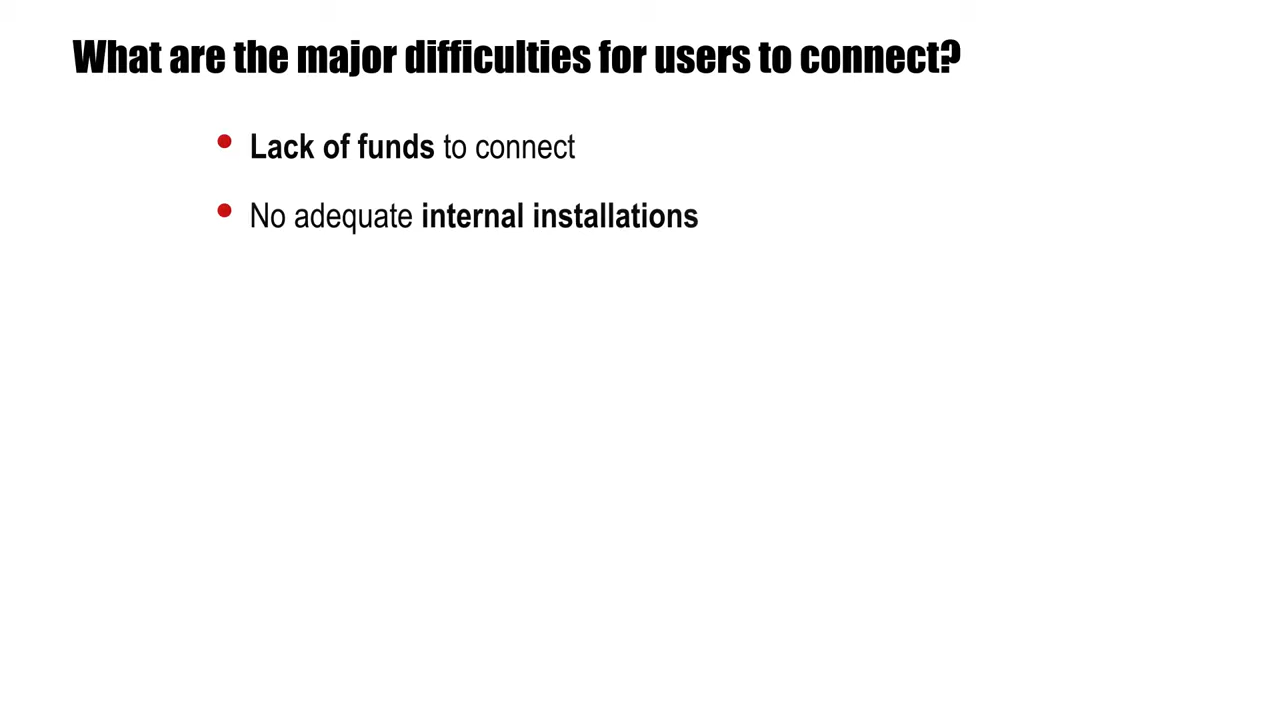 What are the major difficulties for users to connect?
• Lack of funds to connect
• No adequate internal installations